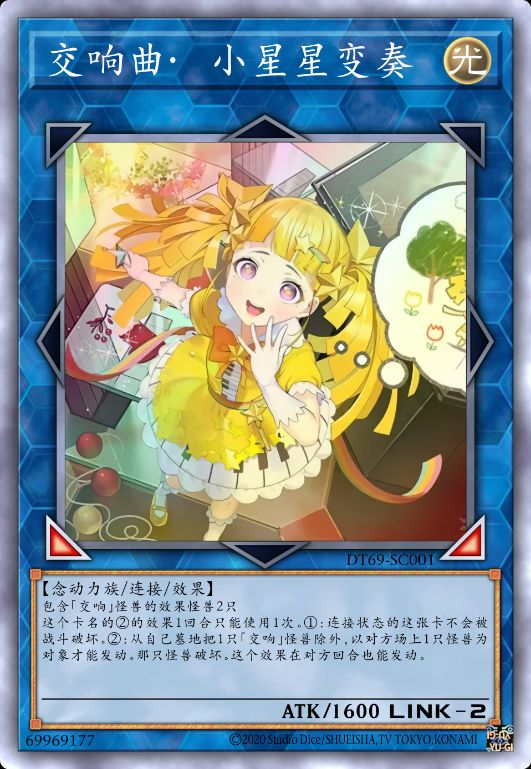 交响曲· 小星星变奏
光
DT69-SC001
【念动力族/连接/效果】
包含「交响」怪兽的效果怪兽2只
这个卡名的②的效果1回合只能使用1次。①:连接状态的这张卡不会被
战斗破坏。②:从自己墓地把1只「交响」怪兽除外,以对方场上1只怪兽为
对象才能发动。那只怪兽破坏。这个效果在对方回合也能发动。
ATK/1600 LINK-2
69969177
©2020 Studio Dice/SHUEISHA,TV TOKYO,KONAMI